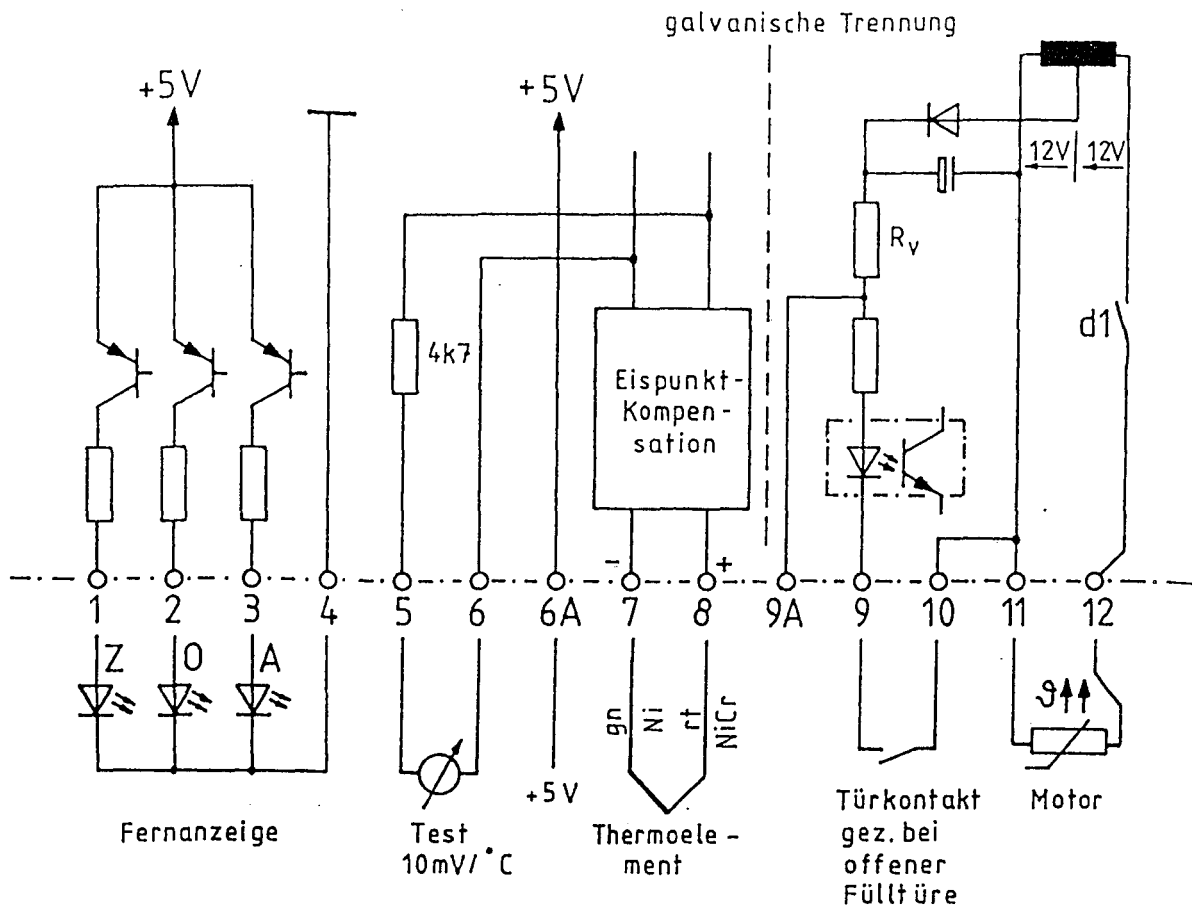 galvanische Trennung
+5V
+5V
12V
12V
Rv
d1
4k7
Eispunkt-
Kompen-
sation
-
+
1
2
3
4
5
6
6A
7
8
9A
9
10
11
12
Z
O
A
gn
Ni
rt
NiCr
ϑ
+5V
Fernanzeige
Test
10mV/°C
Thermoele-
ment
Türkontakt
gez. bei
offener
Fülltüre
Motor